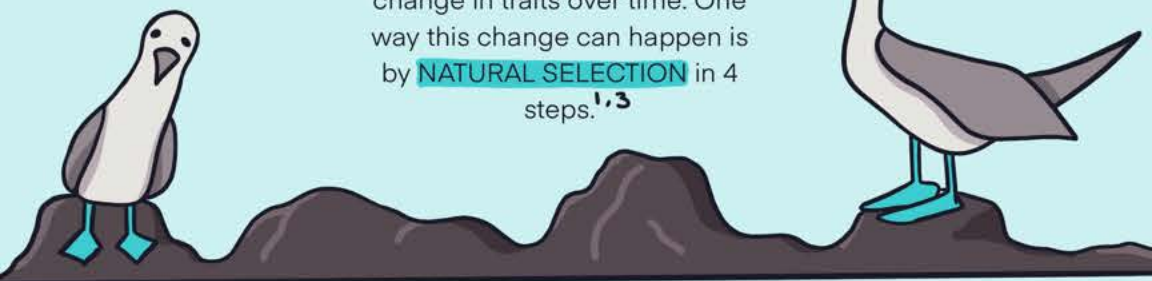 change in traits over time. One
way this change can happen is
by NATURAL SELECTION in 4
steps.1,3